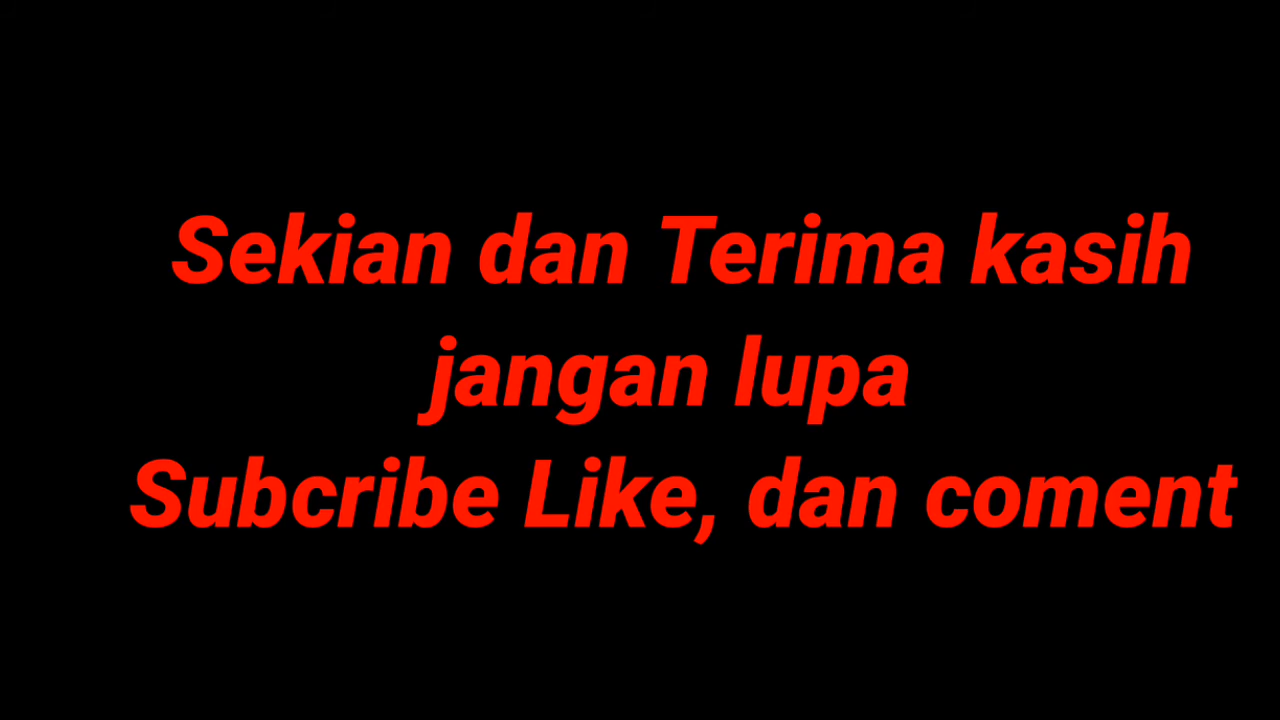 Sekian dan Terima kasih
jangan lupa
Subcribe Like, dan coment